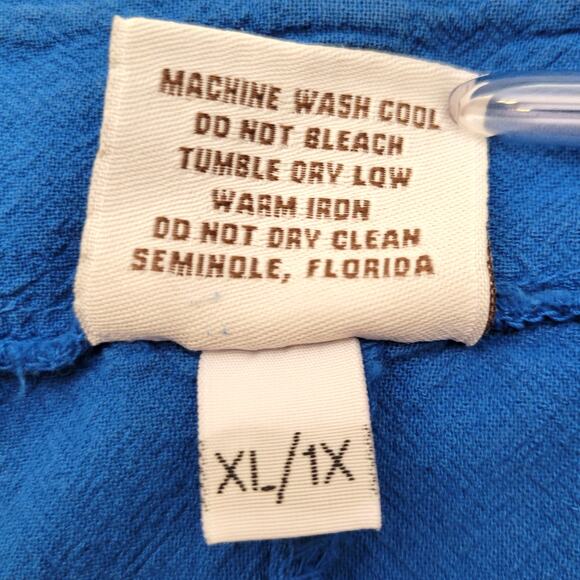 MACHINE WASH COOL
DO NOT BLEACH
TUMBLE DRY LOW
WARM IRON
DO NOT DRY CLEAN
SEMINOLE, FLORIDA
XL/1X